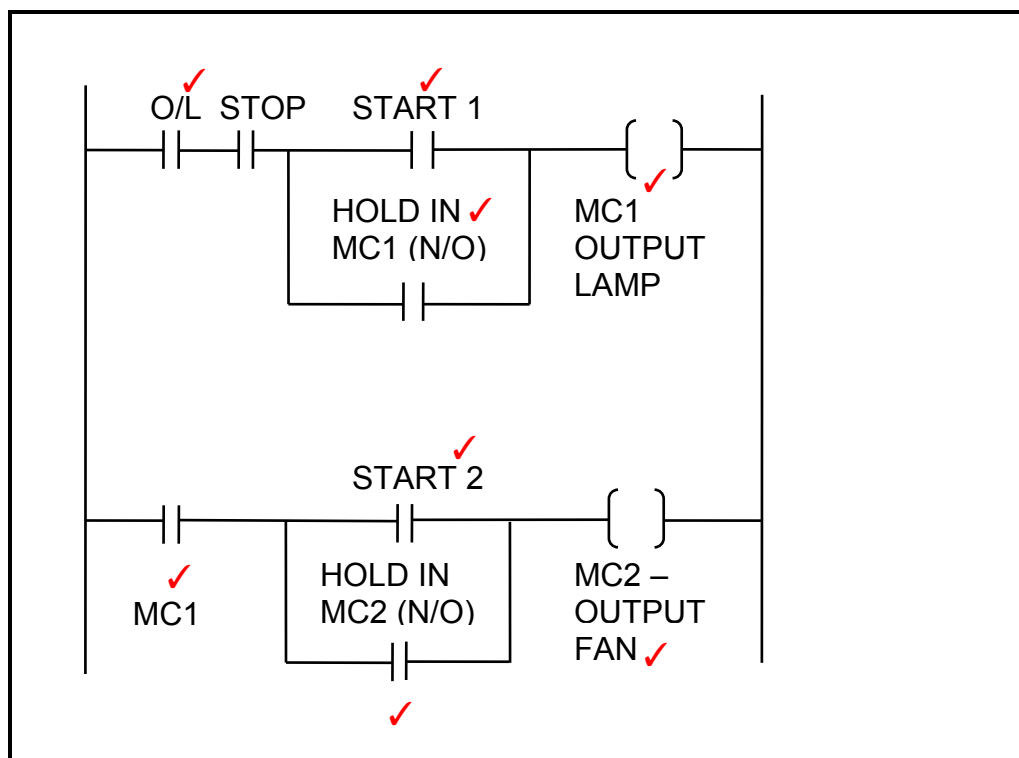 O/L STOP START 1
HOLD IN
MC1 (N/O)
MC1
OUTPUT
LAMP
START 2
MC1
HOLD IN
MC2 (N/O)
MC2 –
OUTPUT
FAN